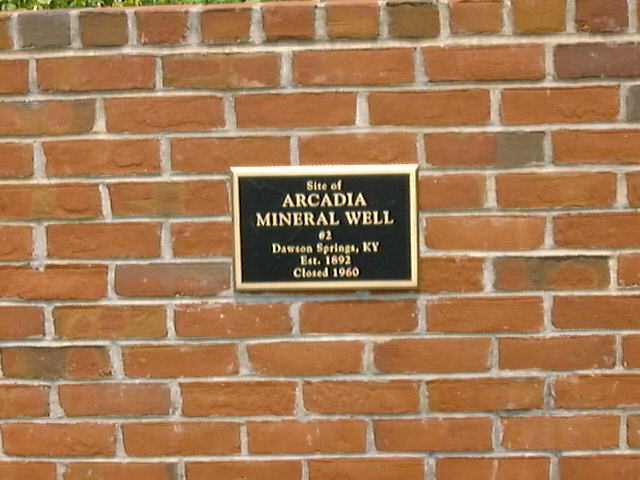 Site of
ARCADIA
MINERAL WELL
#2
Dawson Springs, KY
Est. 1892
Closed 1960